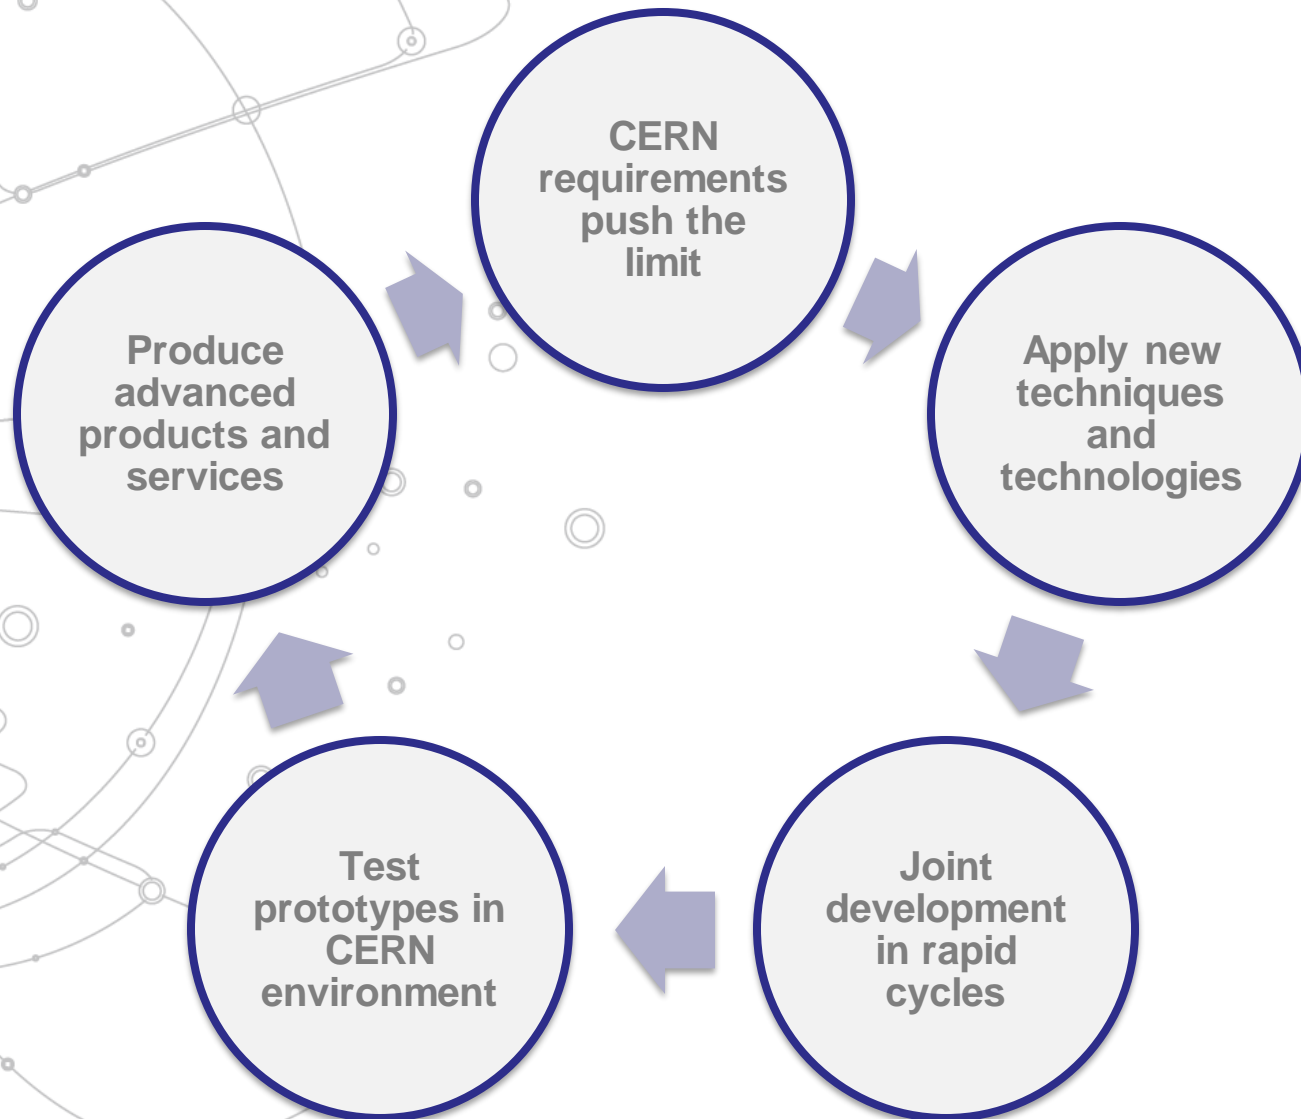 CERN
requirements
push the
limit
Apply new
techniques
and
technologies
Joint
development
in rapid
cycles
Test
prototypes in
CERN
environment
Produce
advanced
products and
services